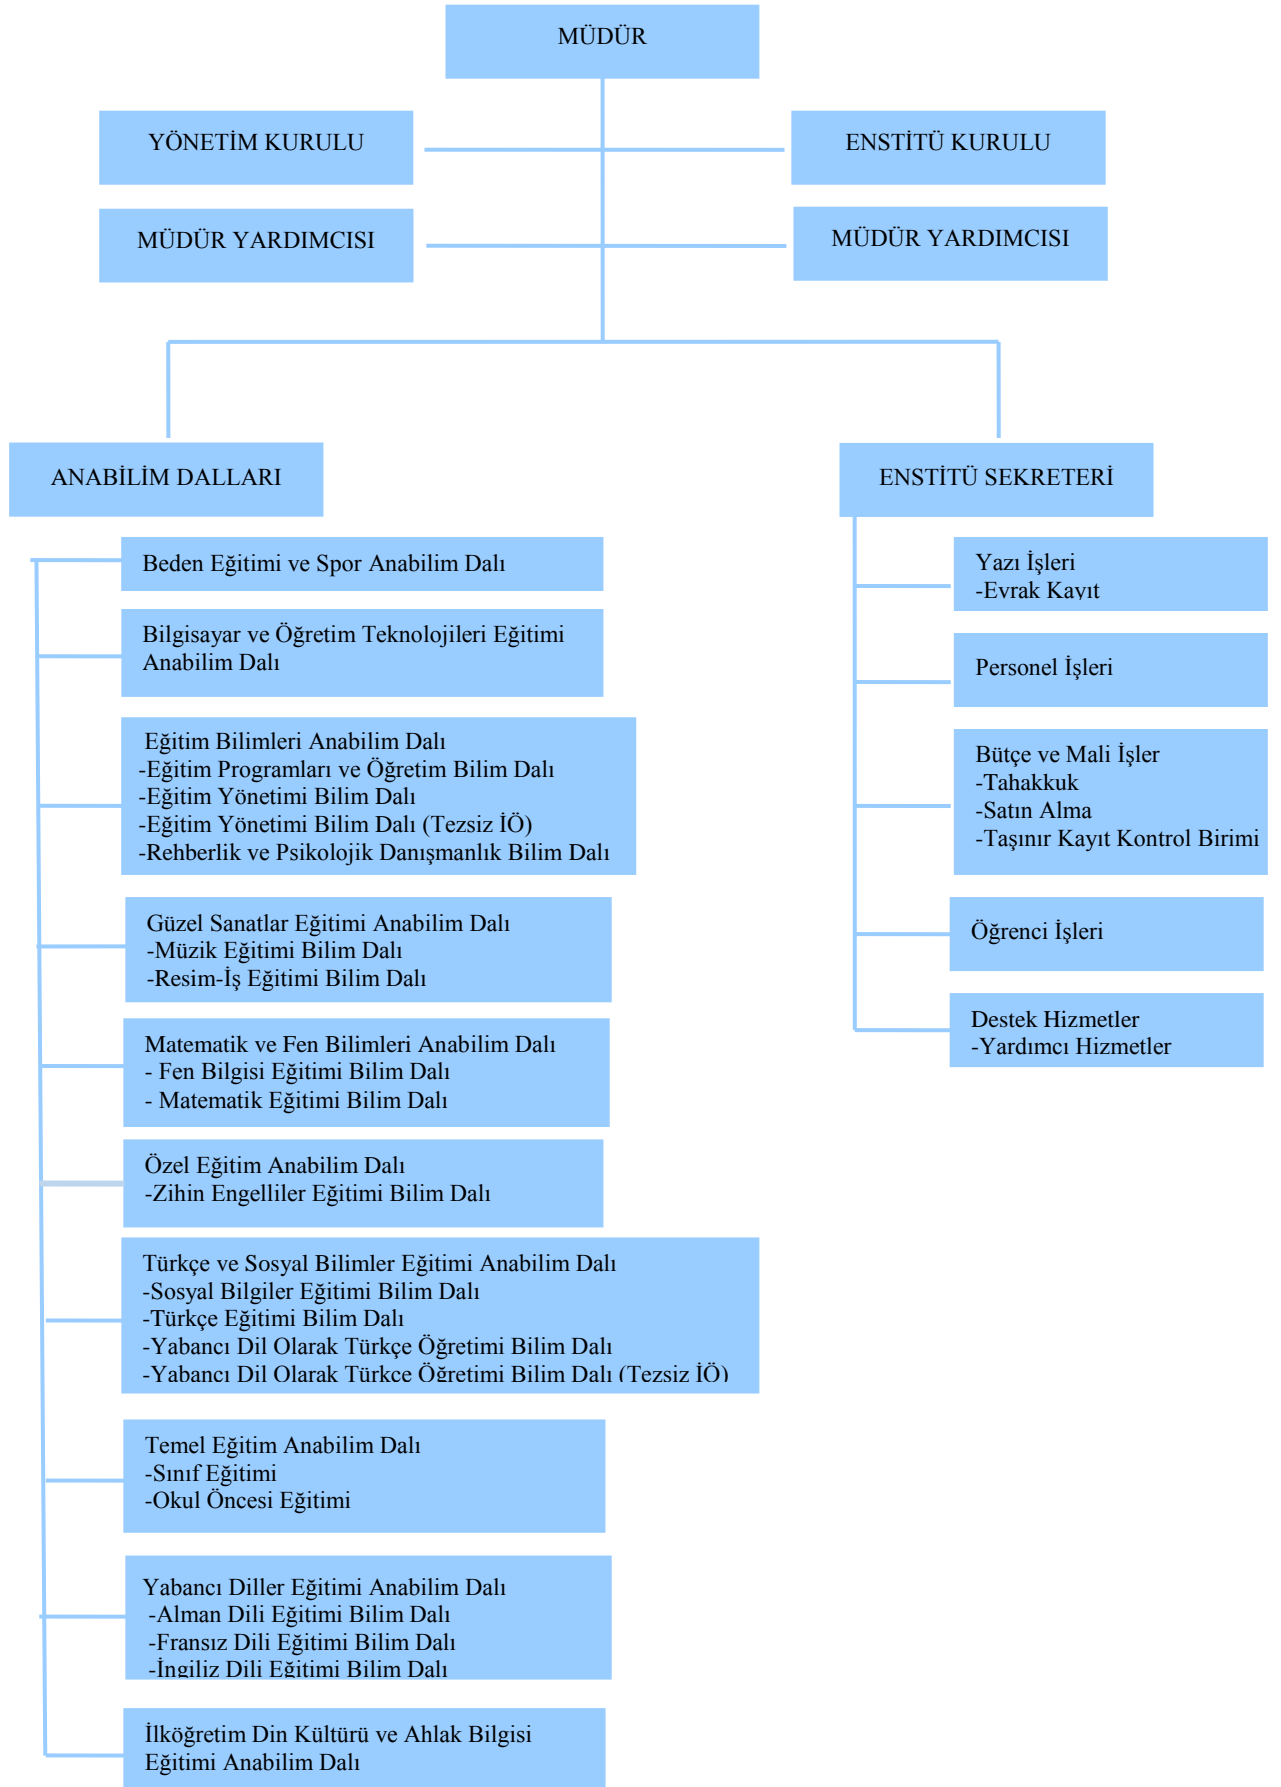 MÜDÜR
YÖNETİM KURULU
ENSTİTÜ KURULU
MÜDÜR YARDIMCISI
MÜDÜR YARDIMCISI
ANABİLİM DALLARI
Beden Eğitimi ve Spor Anabilim Dalı
Bilgisayar ve Öğretim Teknolojileri Eğitimi
Anabilim Dalı
Eğitim Bilimleri Anabilim Dalı
-Eğitim Programları ve Öğretim Bilim Dalı
-Eğitim Yönetimi Bilim Dalı
-Eğitim Yönetimi Bilim Dalı (Tezsiz İÖ)
-Rehberlik ve Psikolojik Danışmanlık Bilim Dalı
Güzel Sanatlar Eğitimi Anabilim Dalı
-Müzik Eğitimi Bilim Dalı
-Resim-İş Eğitimi Bilim Dalı
Matematik ve Fen Bilimleri Anabilim Dalı
- Fen Bilgisi Eğitimi Bilim Dalı
- Matematik Eğitimi Bilim Dalı
Özel Eğitim Anabilim Dalı
-Zihin Engelliler Eğitimi Bilim Dalı
Türkçe ve Sosyal Bilimler Eğitimi Anabilim Dalı
-Sosyal Bilgiler Eğitimi Bilim Dalı
-Türkçe Eğitimi Bilim Dalı
-Yabancı Dil Olarak Türkçe Öğretimi Bilim Dalı
-Yabancı Dil Olarak Türkçe Öğretimi Bilim Dalı (Tezsiz İÖ)
Temel Eğitim Anabilim Dalı
-Sınıf Eğitimi
-Okul Öncesi Eğitimi
Yabancı Diller Eğitimi Anabilim Dalı
-Alman Dili Eğitimi Bilim Dalı
-Fransız Dili Eğitimi Bilim Dalı
-İngiliz Dili Eğitimi Bilim Dalı
İlköğretim Din Kültürü ve Ahlak Bilgisi
Eğitimi Anabilim Dalı
ENSTİTÜ SEKRETERİ
Yazı İşleri
-Evrak Kayıt
Personel İşleri
Bütçe ve Mali İşler
-Tahakkuk
-Satın Alma
-Taşınır Kayıt Kontrol Birimi
Öğrenci İşleri
Destek Hizmetler
-Yardımcı Hizmetler